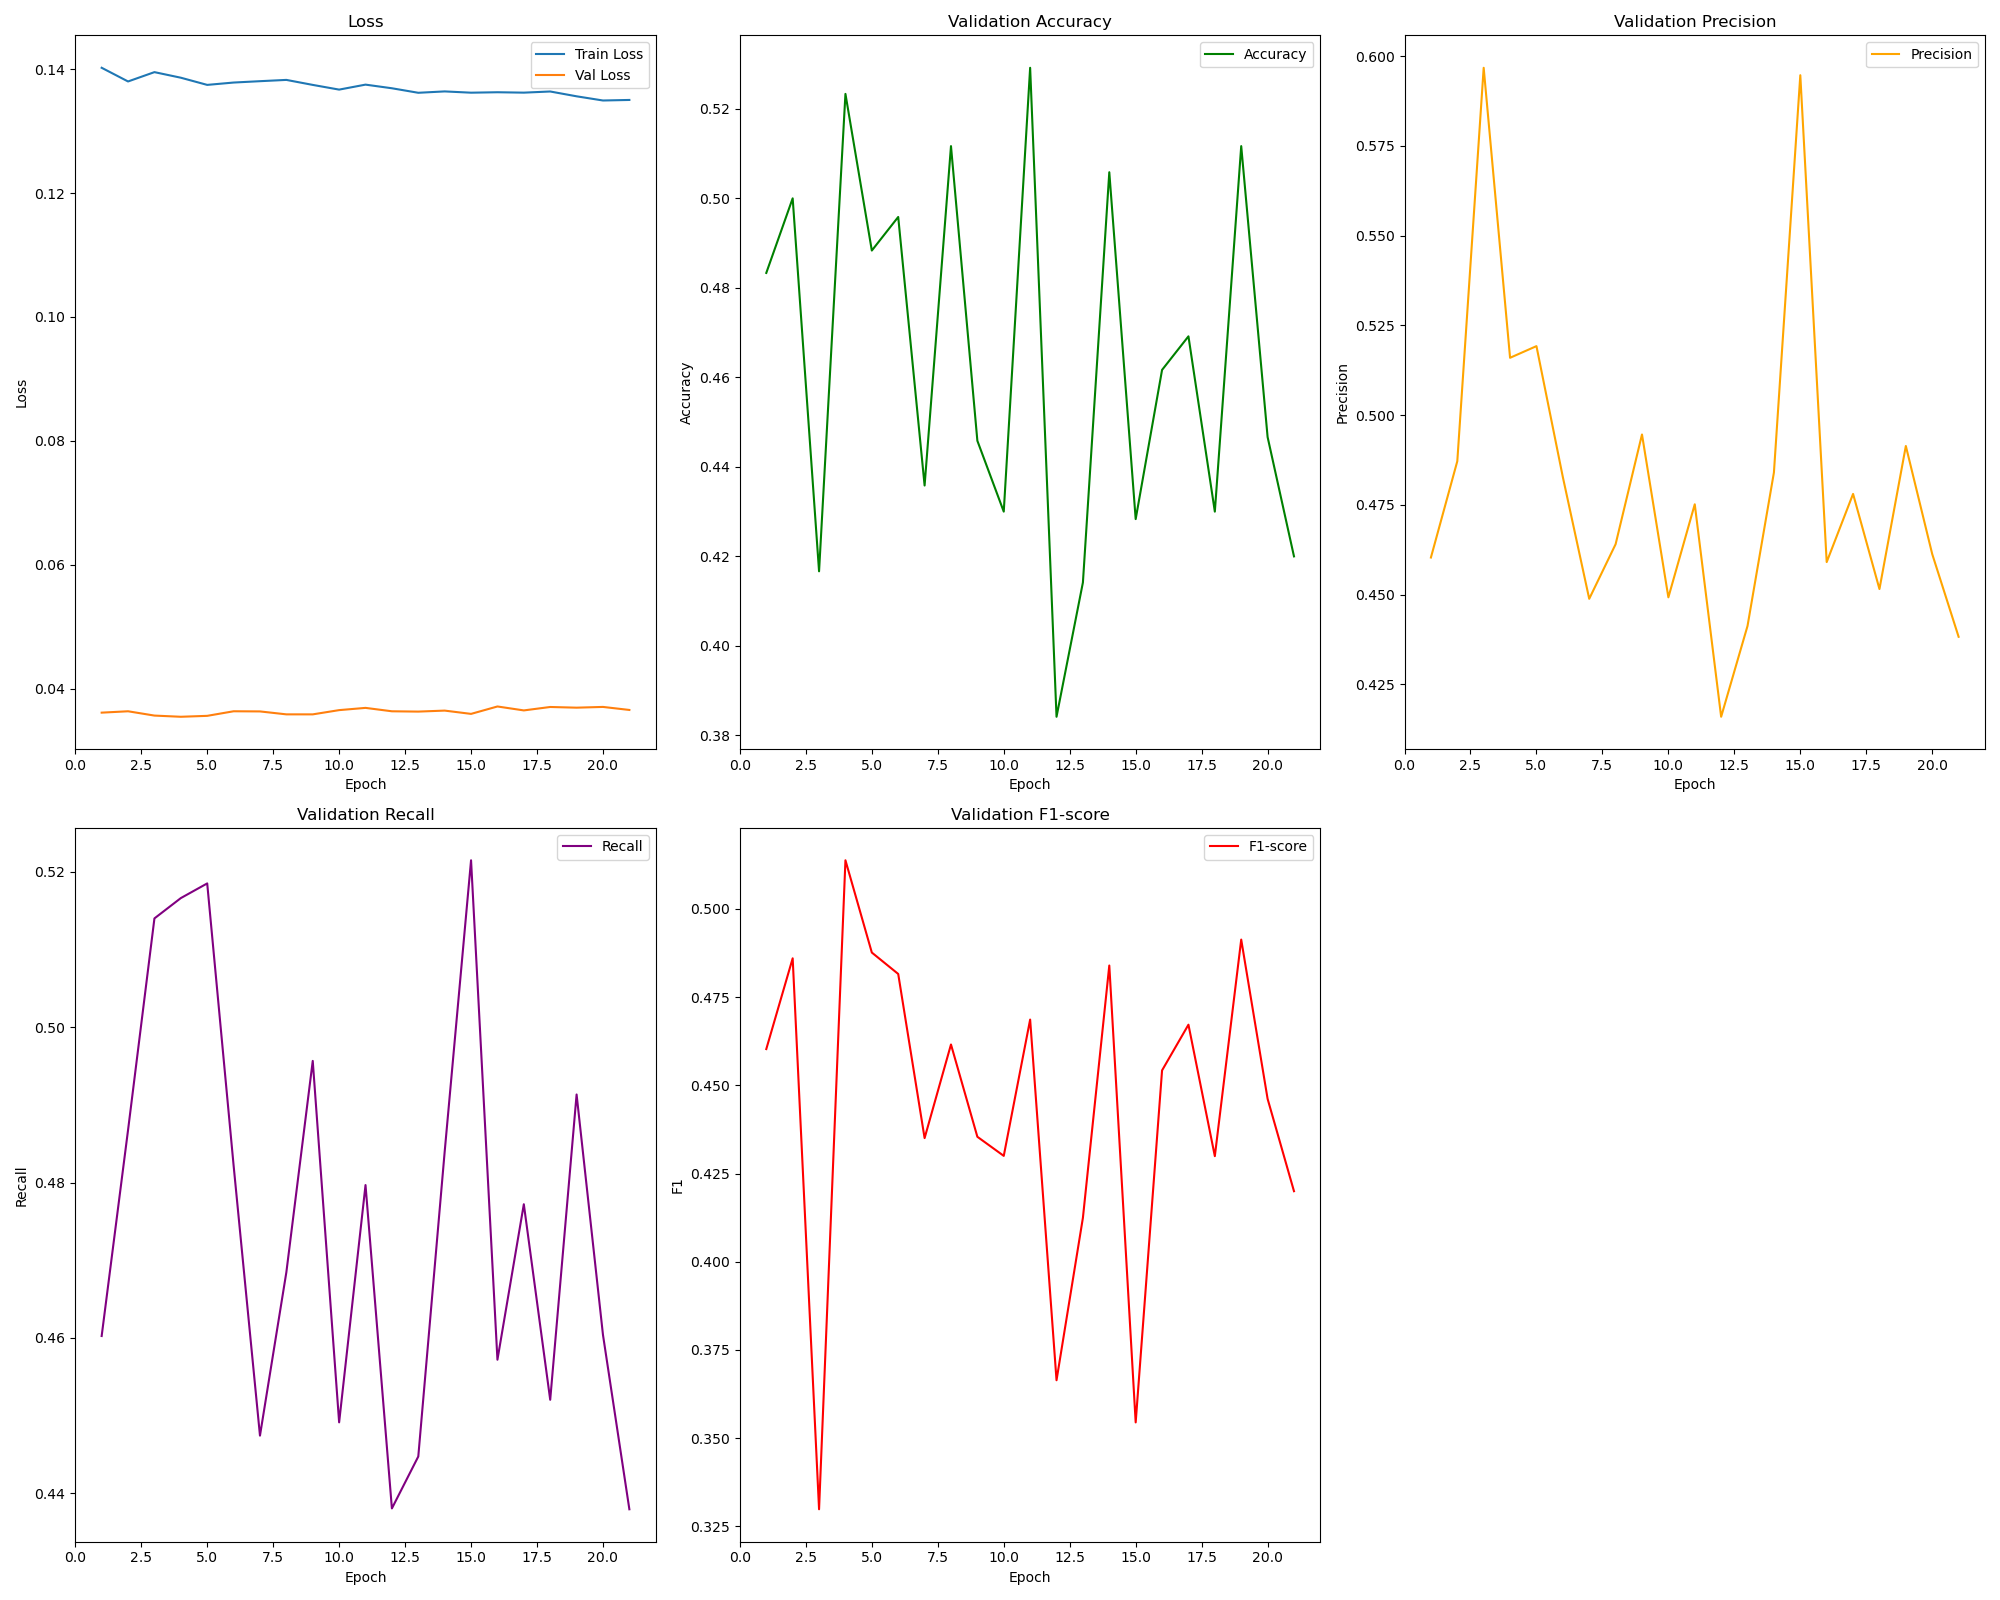 Loss
Train Loss
Val Loss
0.14
0.12
0.10
0.08
0.06
0.04
Loss
0.0 2.5 5.0 7.5 10.0 12.5 15.0 17.5 20.0
Epoch
Validation Accuracy
Accuracy
0.52
0.50
0.48
0.46
0.44
0.42
0.40
0.38
Accuracy
0.0 2.5 5.0 7.5 10.0 12.5 15.0 17.5 20.0
Epoch
Validation Precision
Precision
0.600
0.575
0.550
0.525
0.500
0.475
0.450
0.425
Precision
0.0 2.5 5.0 7.5 10.0 12.5 15.0 17.5 20.0
Epoch
Validation Recall
Recall
0.52
0.50
0.48
0.46
0.44
Recall
0.0 2.5 5.0 7.5 10.0 12.5 15.0 17.5 20.0
Epoch
Validation F1-score
F1-score
0.500
0.475
0.450
0.425
0.400
0.375
0.350
0.325
F1
0.0 2.5 5.0 7.5 10.0 12.5 15.0 17.5 20.0
Epoch